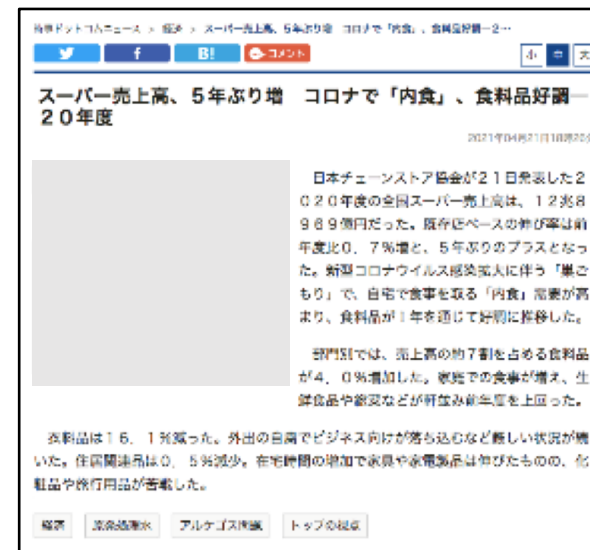 時事ドットコムニュース > 経済 > スーパー売上高、5年ぶり増 コロナで「内食」、食料品好調―2…
f B! コメント 小 中 大
スーパー売上高、5年ぶり増 コロナで「内食」、食料品好調―
20年度
2021年04月21日18時20分
日本チェーンストア協会が21日発表した2
020年度の全国スーパー売上高は、12兆8
969億円だった。既存店ベースの伸び率は前
年度比0.7%増と、5年ぶりのプラスとなっ
た。新型コロナウイルス感染拡大に伴う「巣ご
もり」で、自宅で食事を取る「内食」需要が高
まり、食料品が1年を通じて好調に推移した。
部門別では、売上高の約7割を占める食料品
が4.0%増加した。家庭での食事が増え、生
鮮食品や総菜などが軒並み前年度を上回った。
衣料品は16.1%減った。外出の自粛でビジネス向けが落ち込むなど厳しい状況が続
いた。住居関連品は0.5%減少。在宅時間の増加で家具や家電製品は伸びたものの、化
粧品や旅行用品が苦戦した。
経済 原発処理水 アルケゴス問題 トップの視点